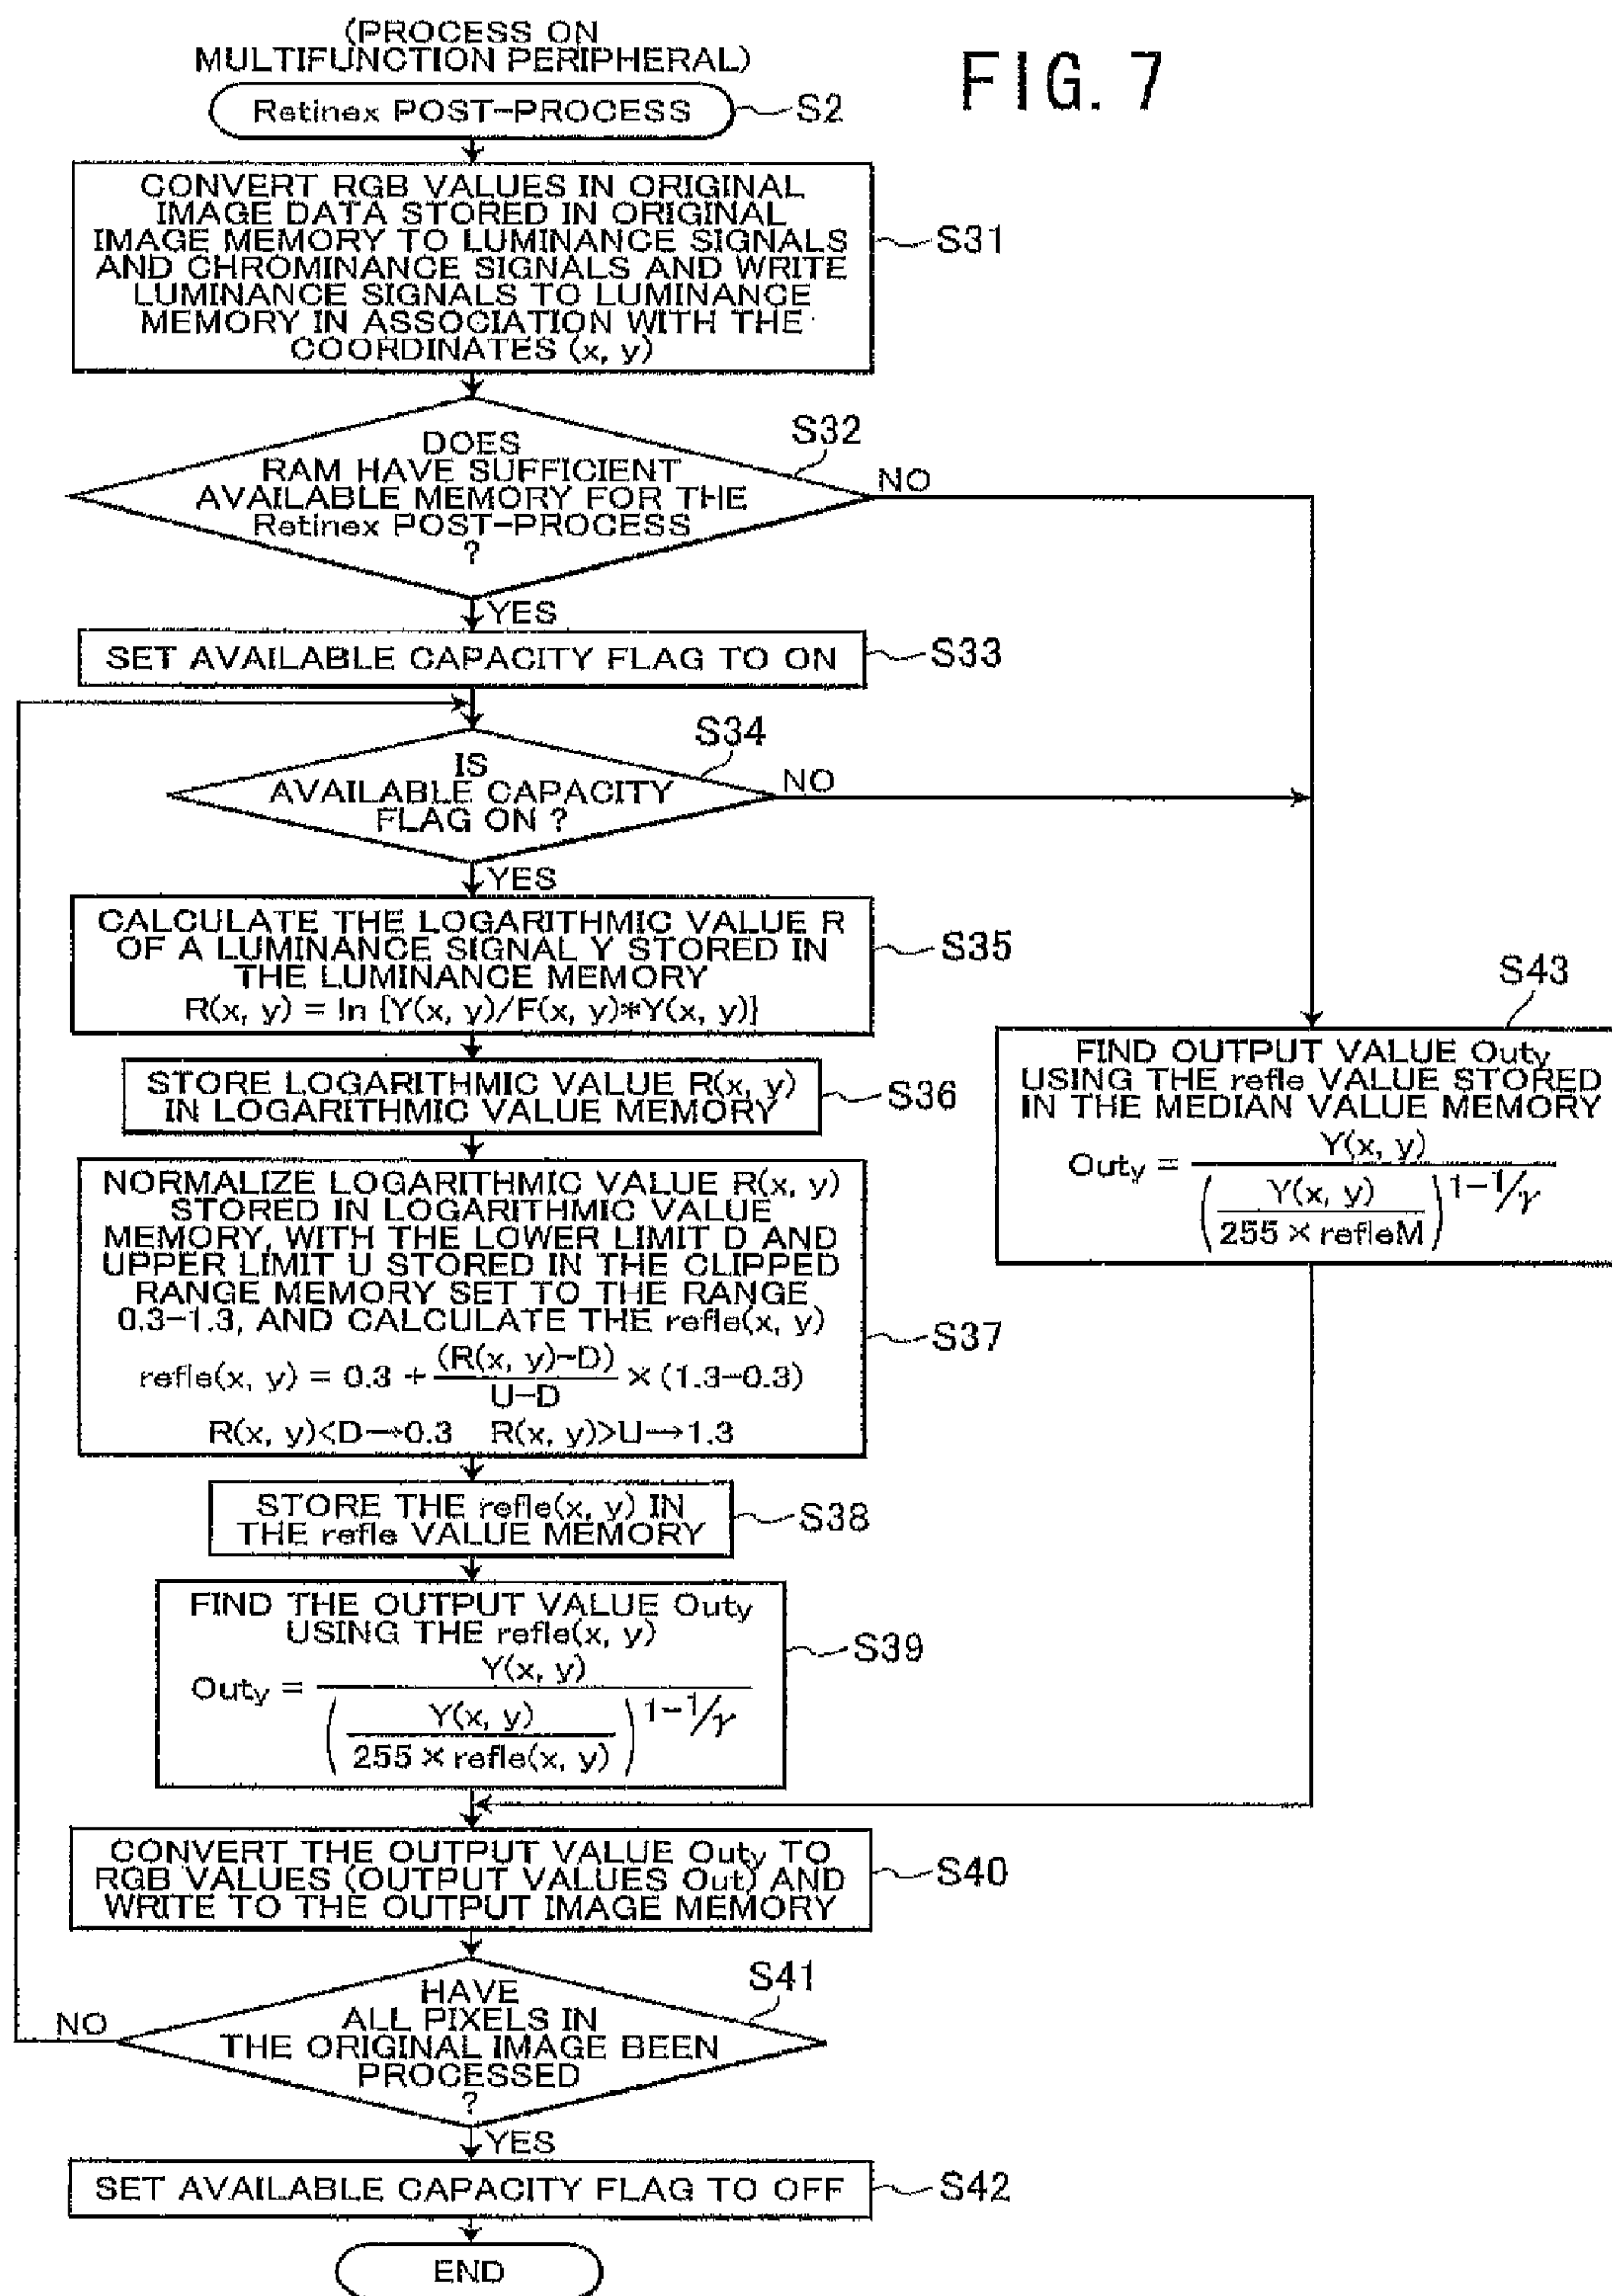 (PROCESS ON
MULTIFUNCTION PERIPHERAL)
FIG. 7
Retinex POST-PROCESS
S2
CONVERT RGB VALUES IN ORIGINAL
IMAGE DATA STORED IN ORIGINAL
IMAGE MEMORY TO LUMINANCE SIGNALS
AND CHROMINANCE SIGNALS AND WRITE
LUMINANCE SIGNALS TO LUMINANCE
MEMORY IN ASSOCIATION WITH THE
COORDINATES (x, y)
S31
DOES
RAM HAVE SUFFICIENT
AVAILABLE MEMORY FOR THE
Retinex POST-PROCESS
?
S32
NO
YES
SET AVAILABLE CAPACITY FLAG TO ON
S33
IS
AVAILABLE CAPACITY
FLAG ON ?
S34
NO
YES
CALCULATE THE LOGARITHMIC VALUE R
OF A LUMINANCE SIGNAL Y STORED IN
THE LUMINANCE MEMORY
R(x, y) = ln {Y(x, y)/F(x, y)*Y(x, y)}
S35
STORE LOGARITHMIC VALUE R(x, y)
IN LOGARITHMIC VALUE MEMORY
S36
S43
FIND OUTPUT VALUE Outy
USING THE refle VALUE STORED
IN THE MEDIAN VALUE MEMORY
Y(x, y)
Outy =
(Y(x, y) / 255 × refleM) 1-1/γ
NORMALIZE LOGARITHMIC VALUE R(x, y)
STORED IN LOGARITHMIC VALUE
MEMORY, WITH THE LOWER LIMIT D AND
UPPER LIMIT U STORED IN THE CLIPPED
RANGE MEMORY SET TO THE RANGE
0.3-1.3, AND CALCULATE THE refle(x, y)
refle(x, y) = 0.3 + (R(x, y)-D) / U-D × (1.3-0.3)
R(x, y)<D→0.3 R(x, y)>U→1.3
S37
STORE THE refle(x, y) IN
THE refle VALUE MEMORY
S38
FIND THE OUTPUT VALUE Outy
USING THE refle(x, y)
Y(x, y)
Outy =
(Y(x, y) / 255 × refle(x, y)) 1-1/γ
S39
CONVERT THE OUTPUT VALUE Outy TO
RGB VALUES (OUTPUT VALUES Out) AND
WRITE TO THE OUTPUT IMAGE MEMORY
S40
HAVE
ALL PIXELS IN
THE ORIGINAL IMAGE BEEN
PROCESSED
?
S41
NO
YES
SET AVAILABLE CAPACITY FLAG TO OFF
S42
END